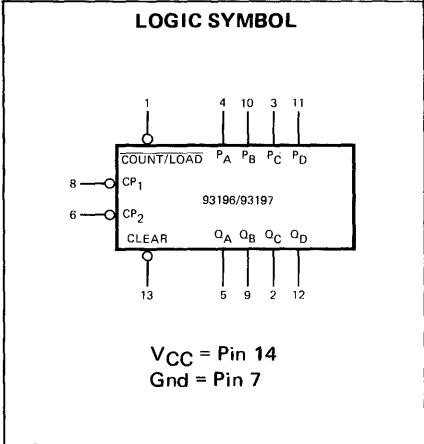 LOGIC SYMBOL
1 4 10 3 11
COUNT/LOAD PA PB PC PD
8 CP1
93196/93197
6 CP2
CLEAR QA QB QC QD
13 5 9 2 12
VCC = Pin 14
Gnd = Pin 7